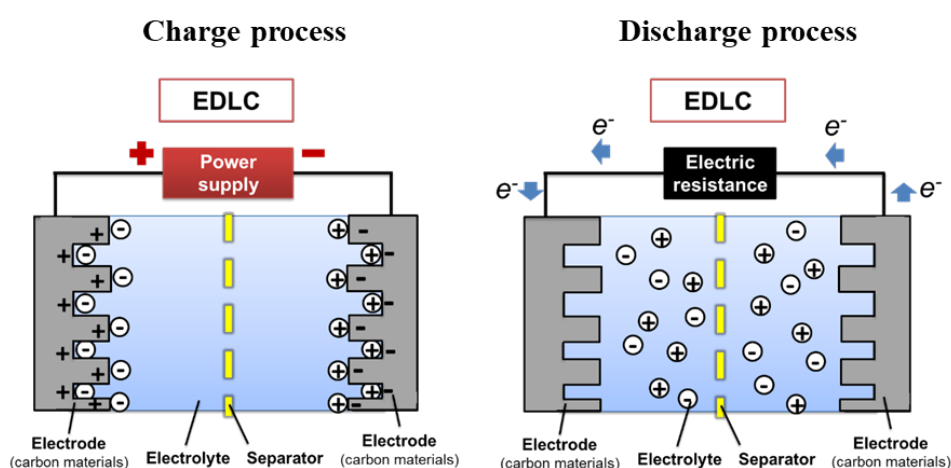 Charge process
EDLC
+ Power supply −
+ −
+ −
+ −
+ −
+ −
+ −
+ −
+ −
Electrode
(carbon materials)
Electrolyte
Separator
Electrode
(carbon materials)
Discharge process
EDLC
e-
e-
Electric
resistance
e-
e-
Electrode
(carbon materials)
Electrolyte
Separator
Electrode
(carbon materials)